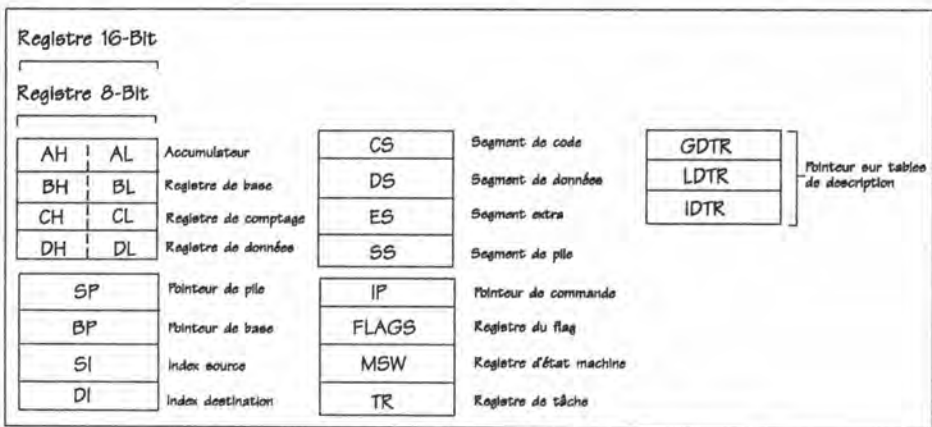 Registre 16-Bit
Registre 8-Bit
AH AL Accumulateur
BH BL Registre de base
CH CL Registre de comptage
DH DL Registre de données
SP Pointeur de pile
BP Pointeur de base
SI Index source
DI Index destination
CS Segment de code
DS Segment de données
ES Segment extra
SS Segment de pile
IP Pointeur de commande
FLAGS Registre du flag
MSW Registre d'état machine
TR Registre de tâche
GDTR
LDTR
IDTR
Pointeur sur tables
de description